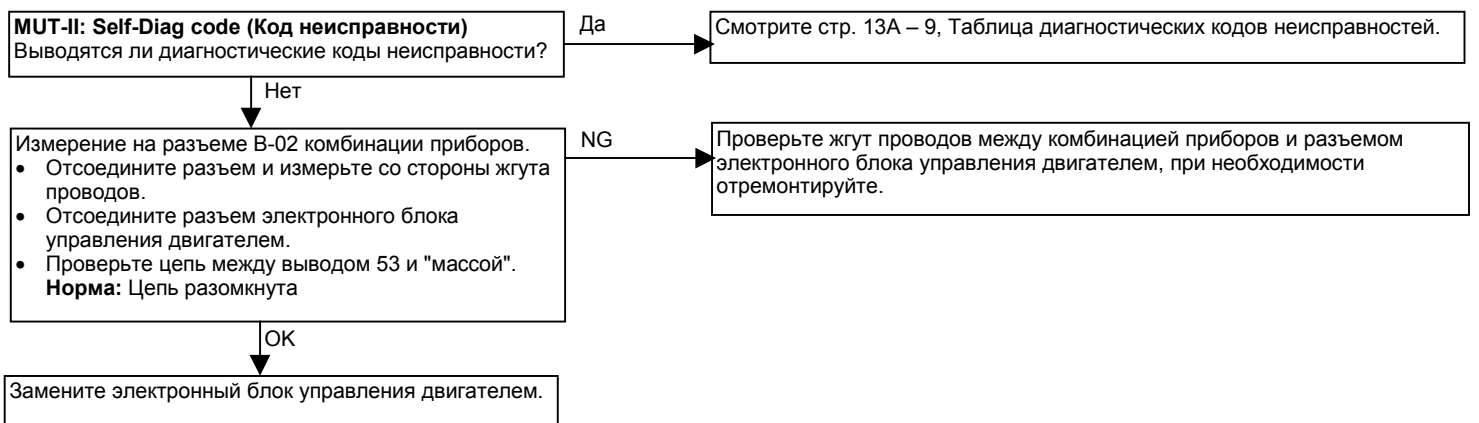 MUT-II: Self-Diag code (Код неисправности)
Выводятся ли диагностические коды неисправности?
Да
Смотрите стр. 13A – 9, Таблица диагностических кодов неисправностей.
Нет
Измерение на разъеме B-02 комбинации приборов.
• Отсоедините разъем и измерьте со стороны жгута
проводов.
• Отсоедините разъем электронного блока
управления двигателем.
• Проверьте цепь между выводом 53 и "массой".
Норма: Цепь разомкнута
NG
Проверьте жгут проводов между комбинацией приборов и разъемом
электронного блока управления двигателем, при необходимости
отремонтируйте.
OK
Замените электронный блок управления двигателем.